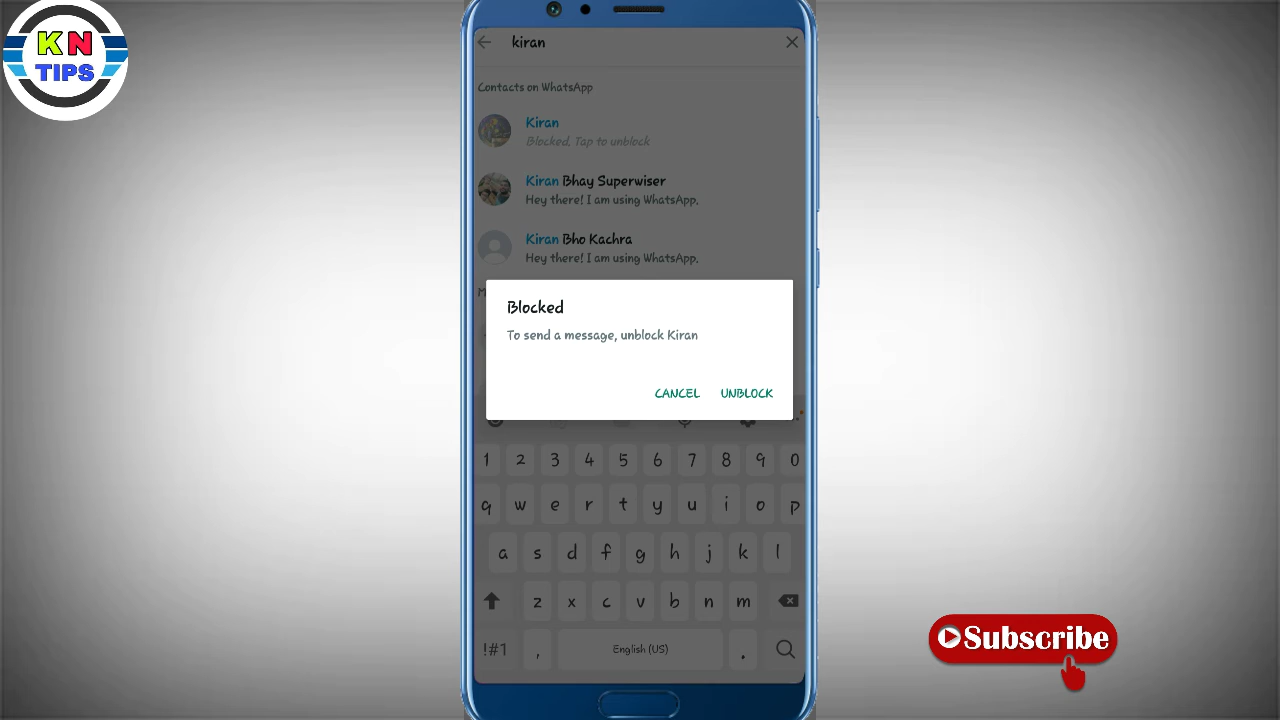 KN
TIPS
kiran
Contacts on WhatsApp
Kiran
Blocked. Tap to unblock
Kiran Bhay Superwiser
Hey there! I am using WhatsApp.
Kiran Bho Kachra
Hey there! I am using WhatsApp.
Blocked
To send a message, unblock Kiran
CANCEL UNBLOCK
1 2 3 4 5 6 7 8 9 0
q w e r t y u i o p
a s d f g h j k l
z x c v b n m
!#1 , English (US) .
Subscribe